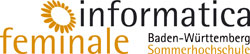 informatica
feminale Baden-Württemberg
Sommerhochschule